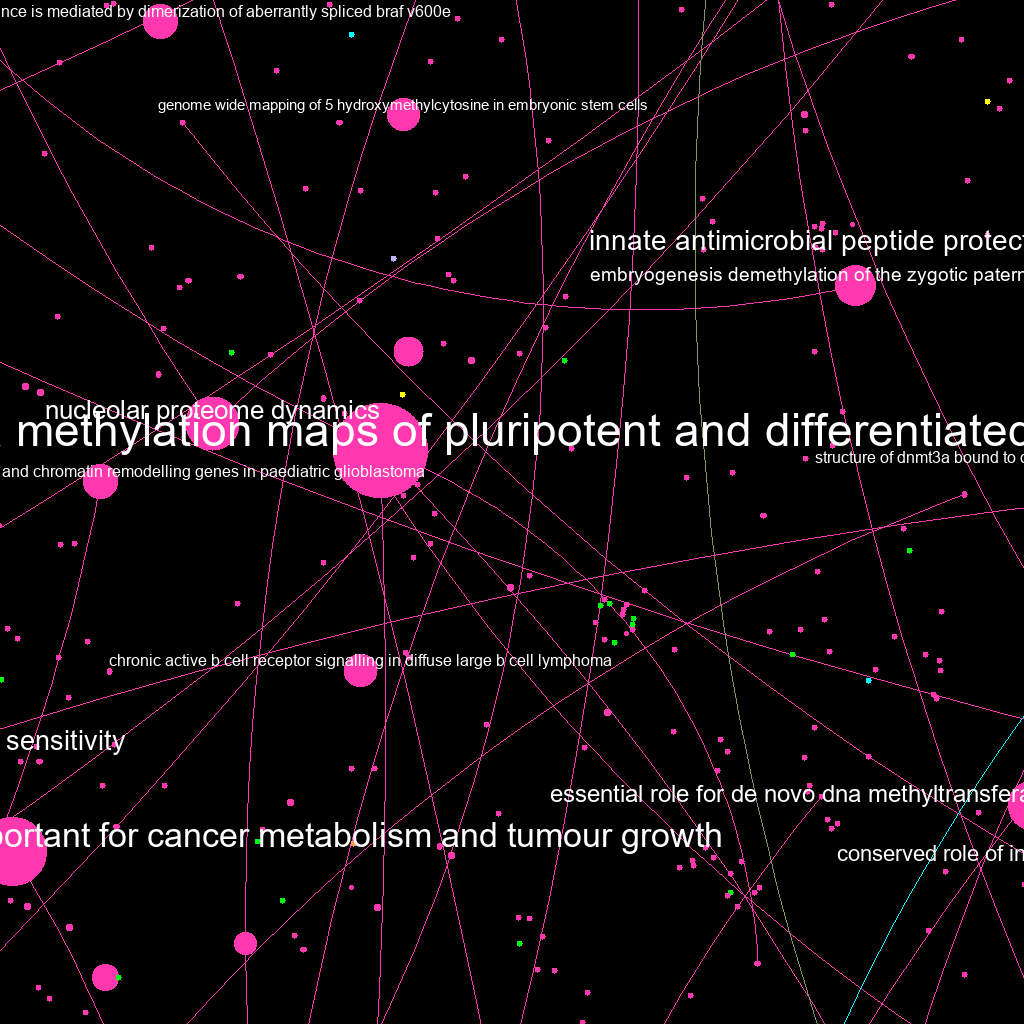 nce is mediated by dimerization of aberrantly spliced braf v600e
genome wide mapping of 5 hydroxymethylcytosine in embryonic stem cells
innate antimicrobial peptide protect
embryogenesis demethylation of the zygotic patern
nucleolar proteome dynamics
methylation maps of pluripotent and differentiated
structure of dnmt3a bound to
and chromatin remodelling genes in paediatric glioblastoma
chronic active b cell receptor signalling in diffuse large b cell lymphoma
sensitivity
essential role for de novo dna methyltransfera
portant for cancer metabolism and tumour growth
conserved role of in